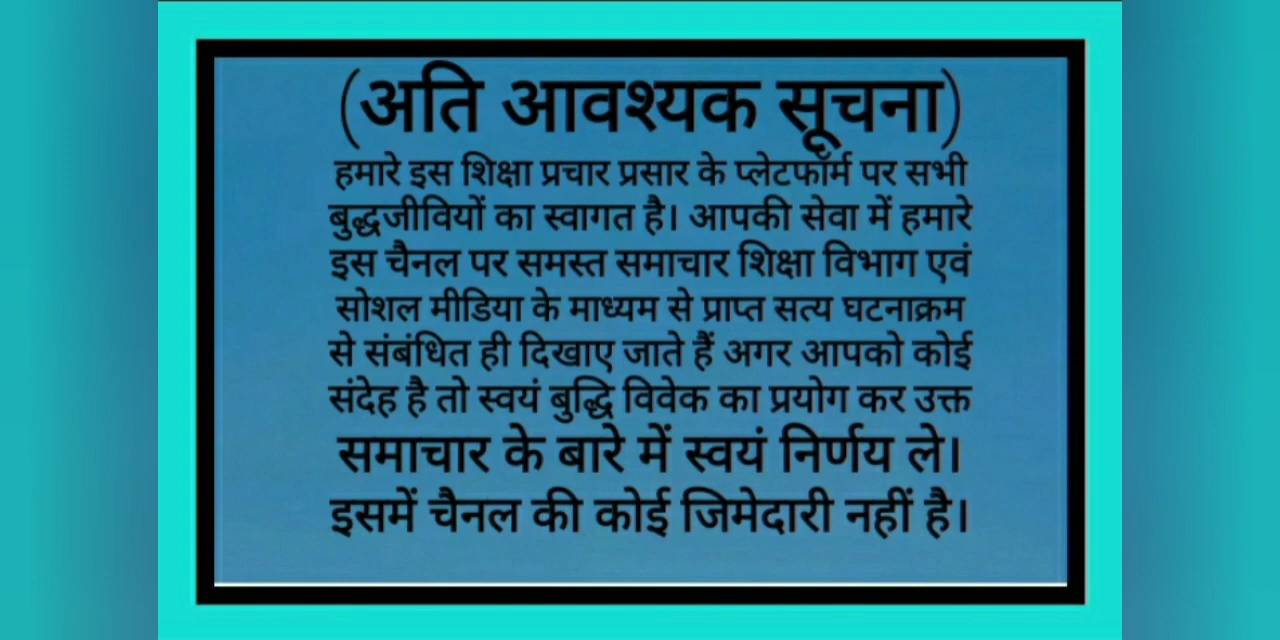 (अति आवश्यक सूचना)
हमारे इस शिक्षा प्रचार प्रसार के प्लेटफॉर्म पर सभी
बुद्धजीवियों का स्वागत है। आपकी सेवा में हमारे
इस चैनल पर समस्त समाचार शिक्षा विभाग एवं
सोशल मीडिया के माध्यम से प्राप्त सत्य घटनाक्रम
से संबंधित ही दिखाए जाते हैं अगर आपको कोई
संदेह है तो स्वयं बुद्धि विवेक का प्रयोग कर उक्त
समाचार के बारे में स्वयं निर्णय ले।
इसमें चैनल की कोई जिमेदारी नहीं है।